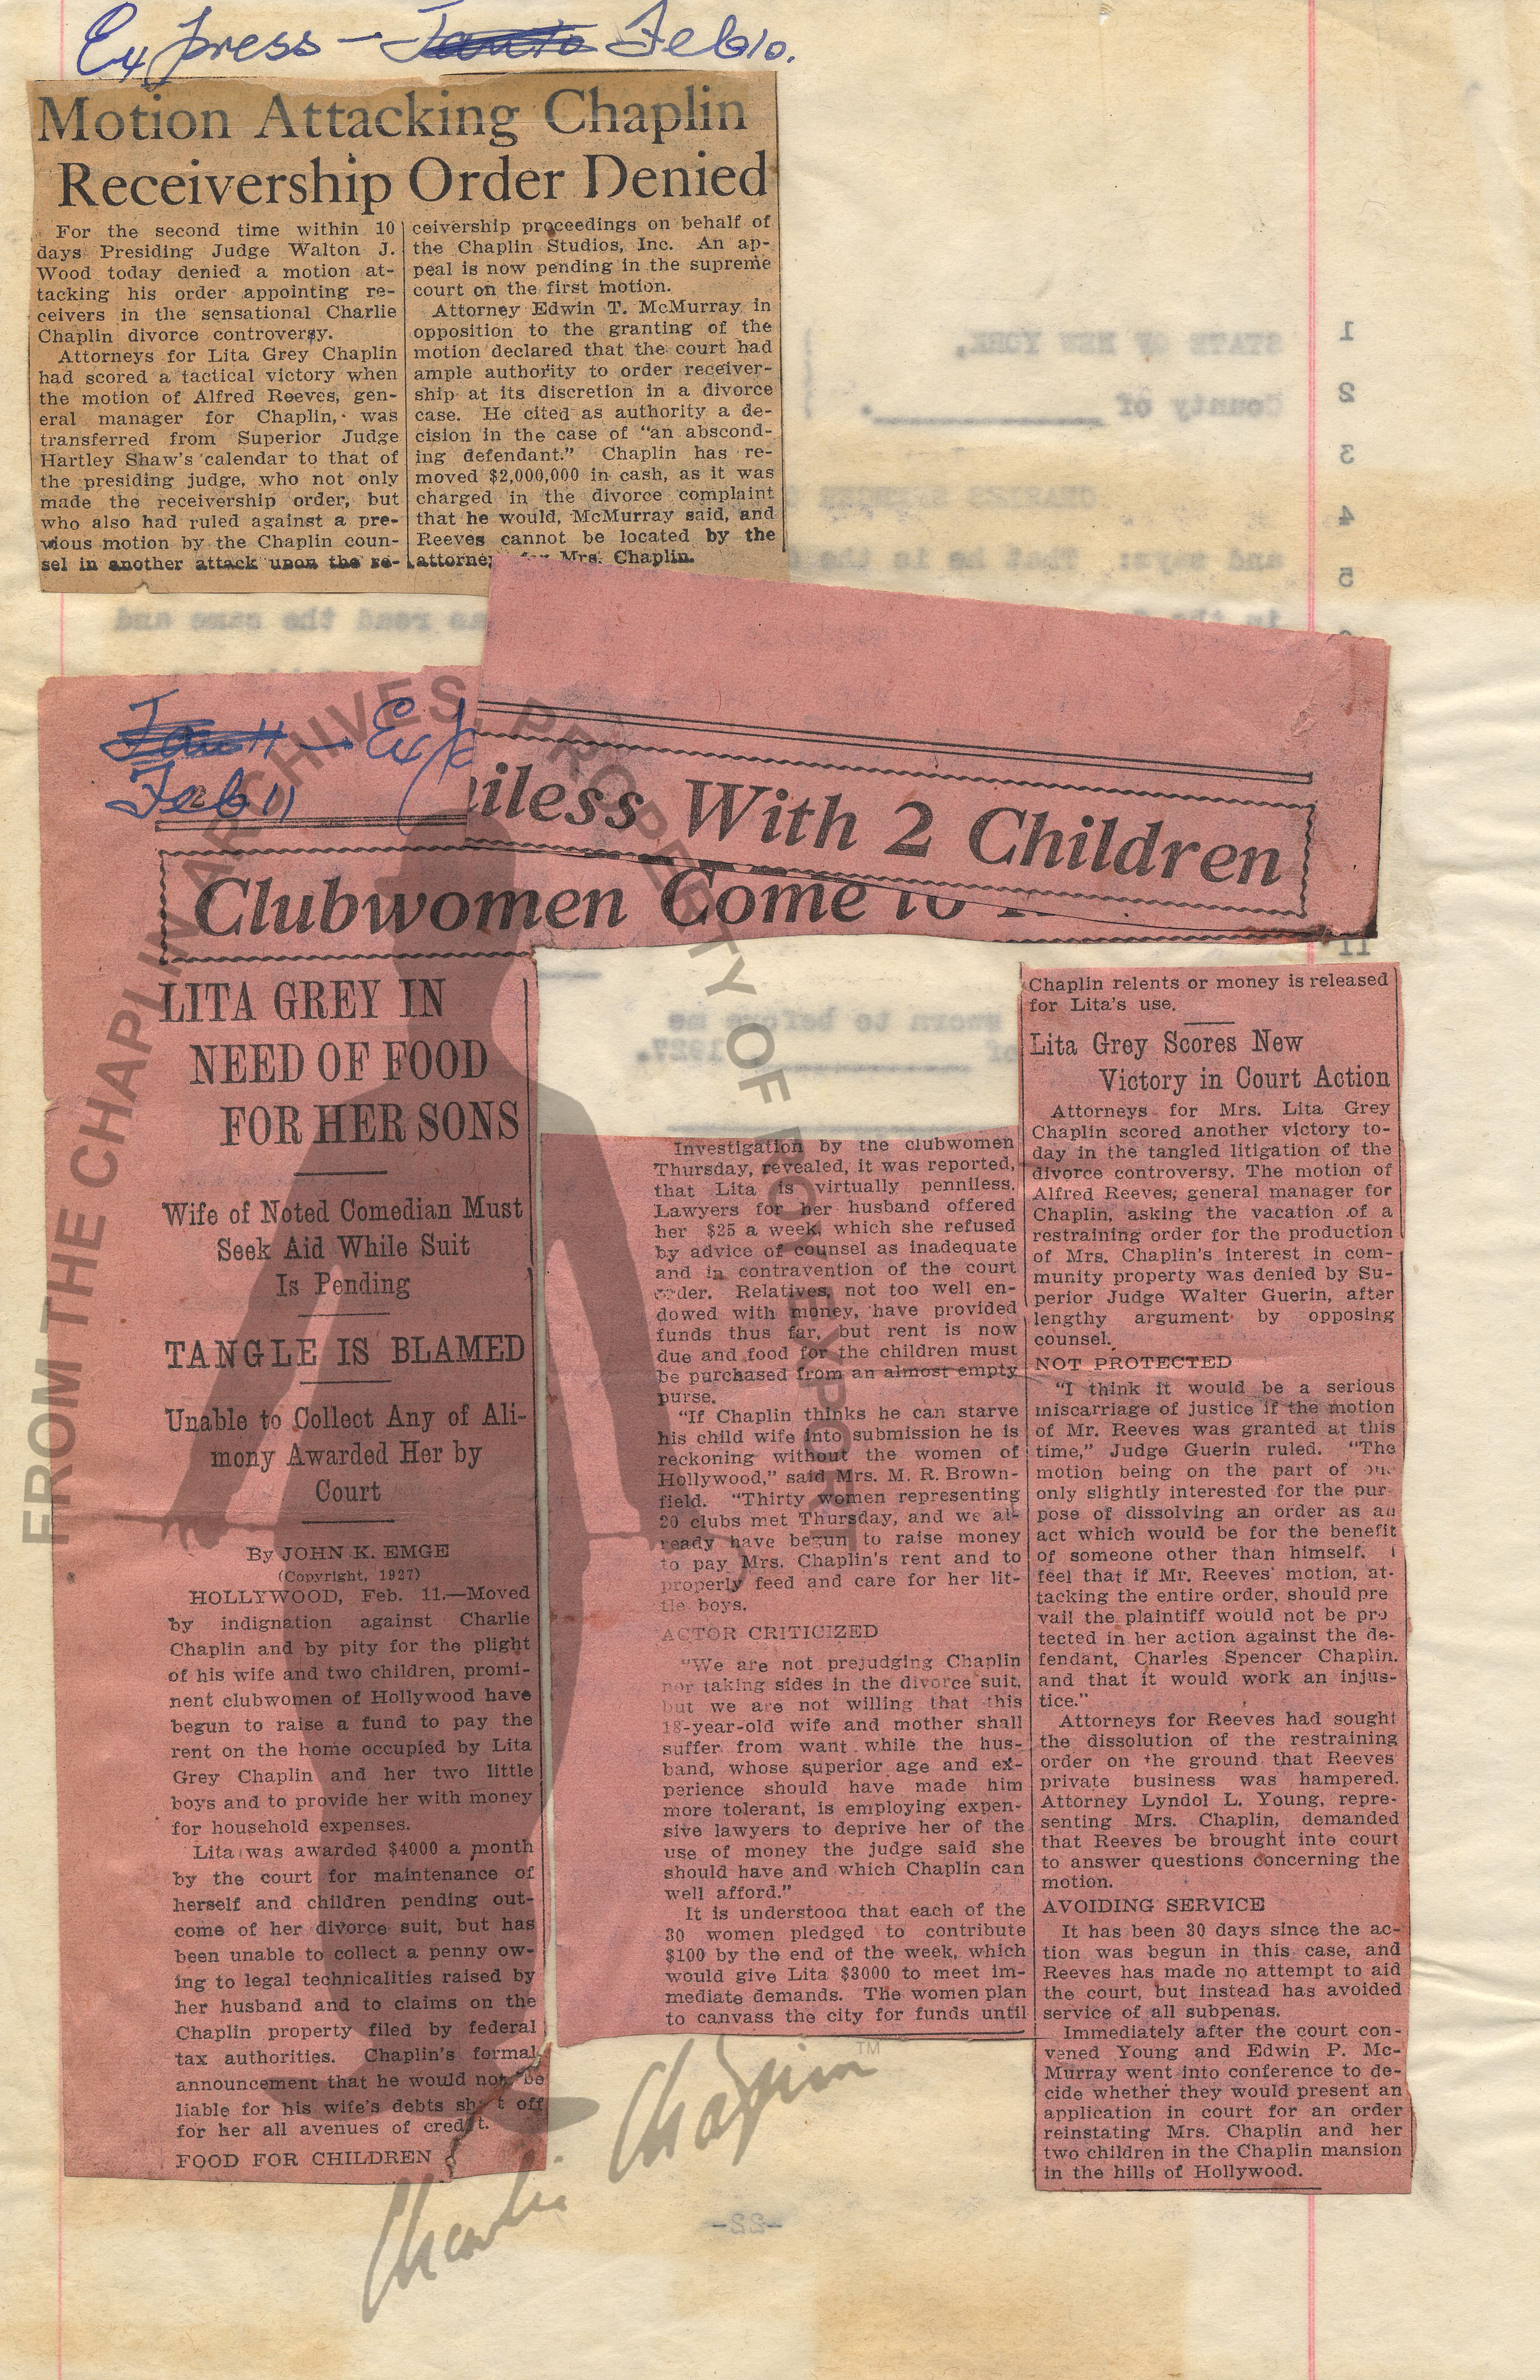 Express - Feb 10.
Motion Attacking Chaplin
Receivership Order Denied
For the second time within 10
days Presiding Judge Walton J.
Wood today denied a motion at-
tacking his order appointing re-
ceivers in the sensational Charlie
Chaplin divorce controversy.
Attorneys for Lita Grey Chaplin
had scored a tactical victory when
the motion of Alfred Reeves, gen-
eral manager for Chaplin, was
transferred from Superior Judge
Hartley Shaw's calendar to that of
the presiding judge, who not only
made the receivership order, but
who also had ruled against a pre-
vious motion by the Chaplin coun-
sel in another attack upon the re-
ceivership proceedings on behalf of
the Chaplin Studios, Inc. An ap-
peal is now pending in the supreme
court on the first motion.
Attorney Edwin T. McMurray in
opposition to the granting of the
motion declared that the court had
ample authority to order receiver-
ship at its discretion in a divorce
case. He cited as authority a de-
cision in the case of "an abscond-
ing defendant." Chaplin has re-
moved $2,000,000 in cash, as it was
charged in the divorce complaint
that he would, McMurray said, and
Reeves cannot be located by the
attorney for Mrs. Chaplin.
STATE OF NEW YORK,
County of
and says: That he is the
as read the same and
1
2
3
4
5
11
Feb 11
iless With 2 Children
Clubwomen Come to
LITA GREY IN
NEED OF FOOD
FOR HER SONS
Wife of Noted Comedian Must
Seek Aid While Suit
Is Pending
TANGLE IS BLAMED
Unable to Collect Any of Ali-
mony Awarded Her by
Court
By JOHN K. EMGE
(Copyright, 1927)
HOLLYWOOD, Feb. 11.—Moved
by indignation against Charlie
Chaplin and by pity for the plight
of his wife and two children, promi-
nent clubwomen of Hollywood have
begun to raise a fund to pay the
rent on the home occupied by Lita
Grey Chaplin and her two little
boys and to provide her with money
for household expenses.
Lita was awarded $4000 a month
by the court for maintenance of
herself and children pending out-
come of her divorce suit, but has
been unable to collect a penny ow-
ing to legal technicalities raised by
her husband and to claims on the
Chaplin property filed by federal
tax authorities. Chaplin's formal
announcement that he would not be
liable for his wife's debts shut off
for her all avenues of credit.
FOOD FOR CHILDREN
sworn to before me
of 1927.
Investigation by the clubwomen
Thursday, revealed, it was reported,
that Lita is virtually penniless.
Lawyers for her husband offered
her $25 a week, which she refused
by advice of counsel as inadequate
and in contravention of the court
order. Relatives, not too well en-
dowed with money, have provided
funds thus far, but rent is now
due and food for the children must
be purchased from an almost empty
purse.
"If Chaplin thinks he can starve
his child wife into submission he is
reckoning without the women of
Hollywood," said Mrs. M. R. Brown-
field. "Thirty women representing
20 clubs met Thursday, and we al-
ready have begun to raise money
to pay Mrs. Chaplin's rent and to
properly feed and care for her lit-
tle boys.
ACTOR CRITICIZED
"We are not prejudging Chaplin
nor taking sides in the divorce suit,
but we are not willing that this
18-year-old wife and mother shall
suffer from want while the hus-
band, whose superior age and ex-
perience should have made him
more tolerant, is employing expen-
sive lawyers to deprive her of the
use of money the judge said she
should have and which Chaplin can
well afford."
It is understood that each of the
30 women pledged to contribute
$100 by the end of the week, which
would give Lita $3000 to meet im-
mediate demands. The women plan
to canvass the city for funds until
Chaplin relents or money is released
for Lita's use.
Lita Grey Scores New
Victory in Court Action
Attorneys for Mrs. Lita Grey
Chaplin scored another victory to-
day in the tangled litigation of the
divorce controversy. The motion of
Alfred Reeves, general manager for
Chaplin, asking the vacation of a
restraining order for the production
of Mrs. Chaplin's interest in com-
munity property was denied by Su-
perior Judge Walter Guerin, after
lengthy argument by opposing
counsel.
NOT PROTECTED
"I think it would be a serious
miscarriage of justice if the motion
of Mr. Reeves was granted at this
time," Judge Guerin ruled. "The
motion being on the part of one
only slightly interested for the pur
pose of dissolving an order as an
act which would be for the benefit
of someone other than himself. I
feel that if Mr. Reeves' motion, at-
tacking the entire order, should pre
vail the plaintiff would not be pro
tected in her action against the de-
fendant, Charles Spencer Chaplin,
and that it would work an injus-
tice."
Attorneys for Reeves had sought
the dissolution of the restraining
order on the ground that Reeves
private business was hampered.
Attorney Lyndol L. Young, repre-
senting Mrs. Chaplin, demanded
that Reeves be brought into court
to answer questions concerning the
motion.
AVOIDING SERVICE
It has been 30 days since the ac-
tion was begun in this case, and
Reeves has made no attempt to aid
the court, but instead has avoided
service of all subpenas.
Immediately after the court con-
vened Young and Edwin P. Mc-
Murray went into conference to de-
cide whether they would present an
application in court for an order
reinstating Mrs. Chaplin and her
two children in the Chaplin mansion
in the hills of Hollywood.
-22-
FROM THE CHAPLIN ARCHIVES, PROPERTY OF ROY EXPORT
Charlie Chaplin TM